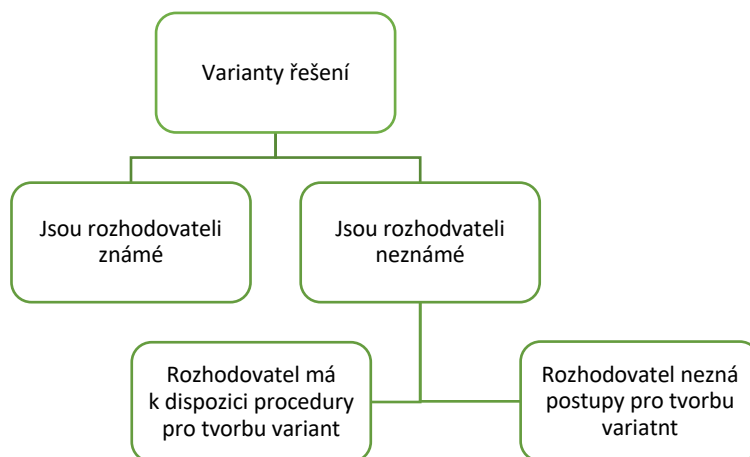 Varianty řešení
Jsou rozhodovateli
známé
Jsou rozhodvateli
neznámé
Rozhodovatel má
k dispozici procedury
pro tvorbu variant
Rozhodovatel nezná
postupy pro tvorbu
variatnt